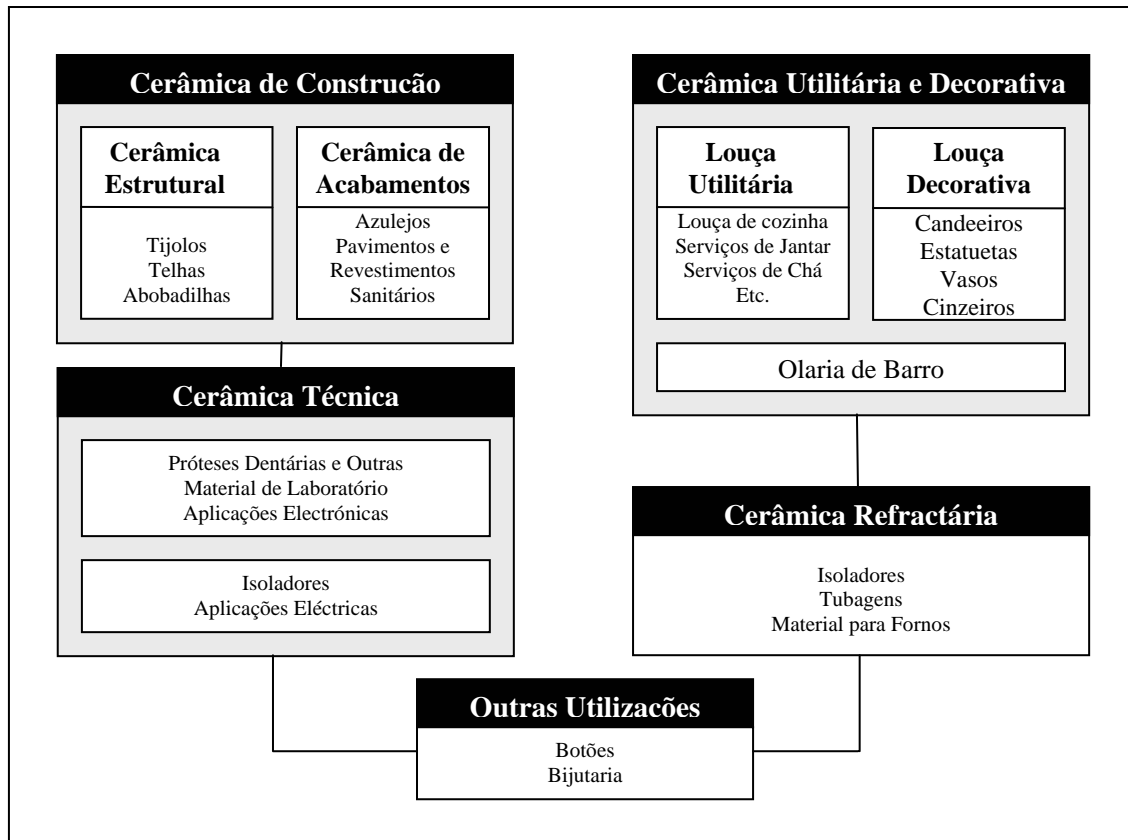 Cerâmica de Construcão
Cerâmica
Estrutural
Tijolos
Telhas
Abobadilhas
Cerâmica de
Acabamentos
Azulejos
Pavimentos e
Revestimentos
Sanitários
Cerâmica Utilitária e Decorativa
Louça
Utilitária
Louça de cozinha
Serviços de Jantar
Serviços de Chá
Etc.
Louça
Decorativa
Candeeiros
Estatuetas
Vasos
Cinzeiros
Olaria de Barro
Cerâmica Técnica
Próteses Dentárias e Outras
Material de Laboratório
Aplicações Electrónicas
Isoladores
Aplicações Eléctricas
Cerâmica Refractária
Isoladores
Tubagens
Material para Fornos
Outras Utilizacões
Botões
Bijutaria